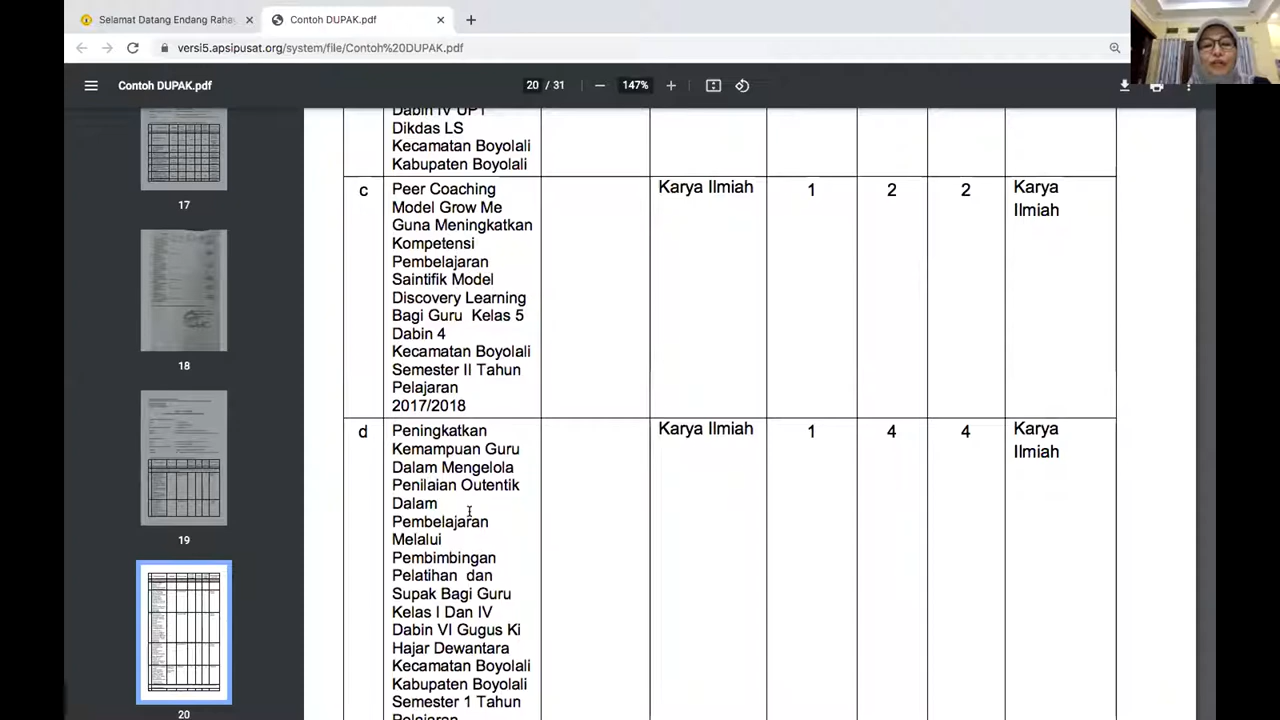 Selamat Datang Endang Raha
Contoh DUPAK.pdf
versi5.apsipusat.org/system/file/Contoh%20DUPAK.pdf
Contoh DUPAK.pdf
20 / 31
147%
17
18
19
20
Dabin IV UPT
Dikdas LS
Kecamatan Boyolali
Kabupaten Boyolali
c
Peer Coaching
Model Grow Me
Guna Meningkatkan
Kompetensi
Pembelajaran
Saintifik Model
Discovery Learning
Bagi Guru Kelas 5
Dabin 4
Kecamatan Boyolali
Semester II Tahun
Pelajaran
2017/2018
Karya Ilmiah
1
2
2
Karya
Ilmiah
d
Peningkatkan
Kemampuan Guru
Dalam Mengelola
Penilaian Outentik
Dalam
Pembelajaran
Melalui
Pembimbingan
Pelatihan dan
Supak Bagi Guru
Kelas I Dan IV
Dabin VI Gugus Ki
Hajar Dewantara
Kecamatan Boyolali
Kabupaten Boyolali
Semester 1 Tahun
Pelajaran
Karya Ilmiah
1
4
4
Karya
Ilmiah